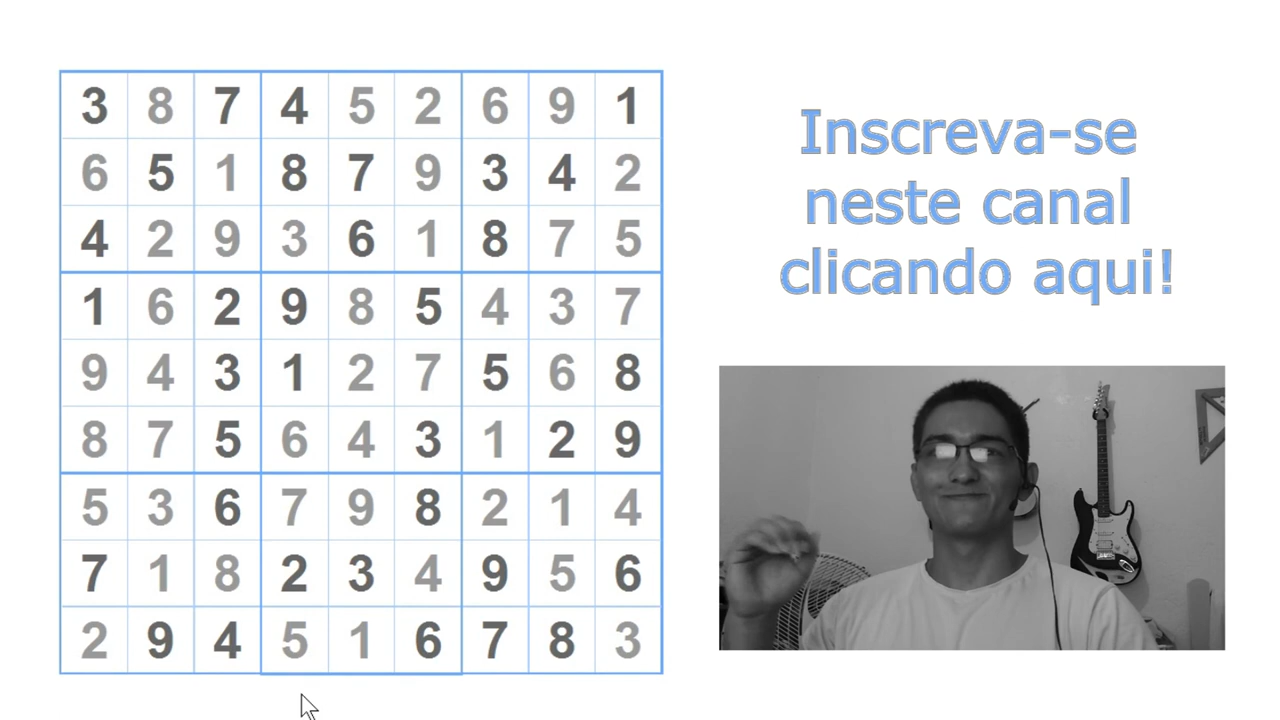 3 8 7 4 5 2 6 9 1
6 5 1 8 7 9 3 4 2
4 2 9 3 6 1 8 7 5
1 6 2 9 8 5 4 3 7
9 4 3 1 2 7 5 6 8
8 7 5 6 4 3 1 2 9
5 3 6 7 9 8 2 1 4
7 1 8 2 3 4 9 5 6
2 9 4 5 1 6 7 8 3
Inscreva-se
neste canal
clicando aqui!